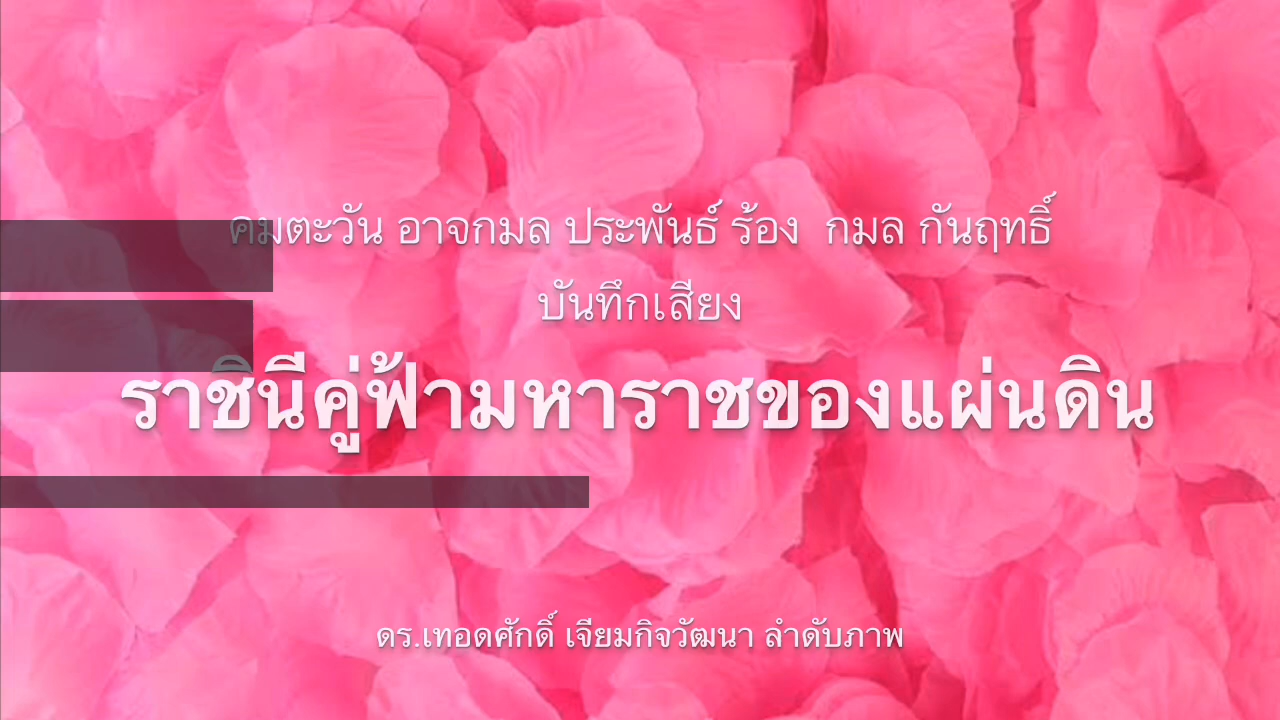 คมตะวัน อาจกมล ประพันธ์ ร้อง กมล กันฤทธิ์
บันทึกเสียง
ราชินีคู่ฟ้ามหาราชของแผ่นดิน
ดร.เทอดศักดิ์ เจียมกิจวัฒนา ลำดับภาพ